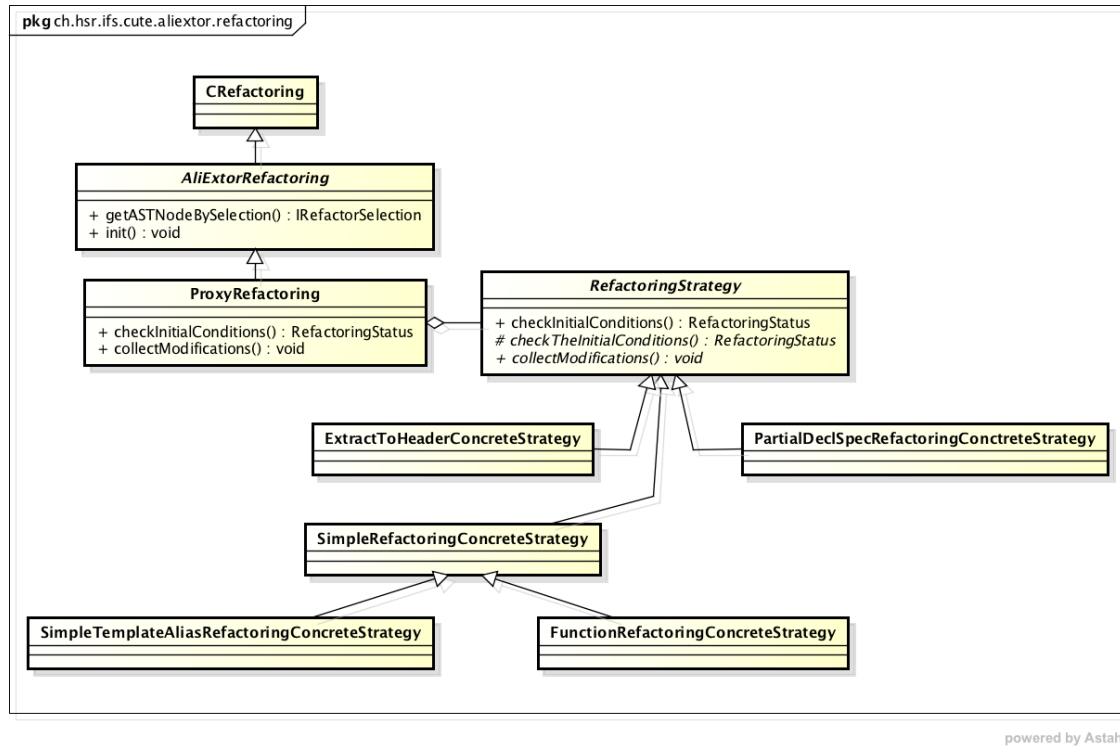 pkg ch.hsr.ifs.cute.aliextor.refactoring
CRefactoring
AliExtorRefactoring
+ getASTNodeBySelection() : IRefactorSelection
+ init() : void
ProxyRefactoring
+ checkInitialConditions() : RefactoringStatus
+ collectModifications() : void
RefactoringStrategy
+ checkInitialConditions() : RefactoringStatus
# checkTheInitialConditions() : RefactoringStatus
+ collectModifications() : void
ExtractToHeaderConcreteStrategy
PartialDeclSpecRefactoringConctreteStrategy
SimpleRefactoringConcreteStrategy
SimpleTemplateAliasRefactoringConcreteStrategy
FunctionRefactoringConcreteStrategy
powered by Astah